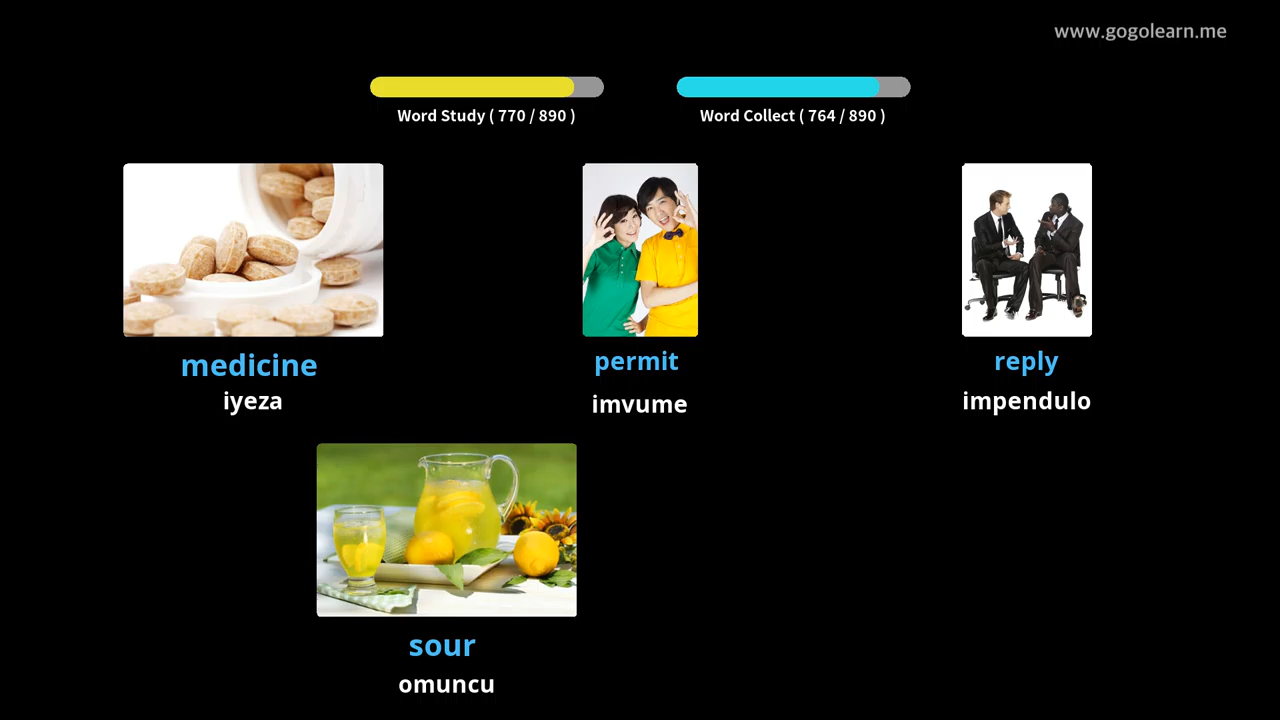 www.gogolearn.me
Word Study ( 770 / 890 )
Word Collect ( 764 / 890 )
medicine
iyeza
permit
imvume
reply
impendulo
sour
omuncu